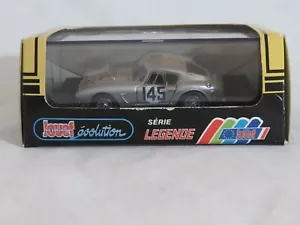 145
Jouef évolution
SÉRIE
LEGENDE